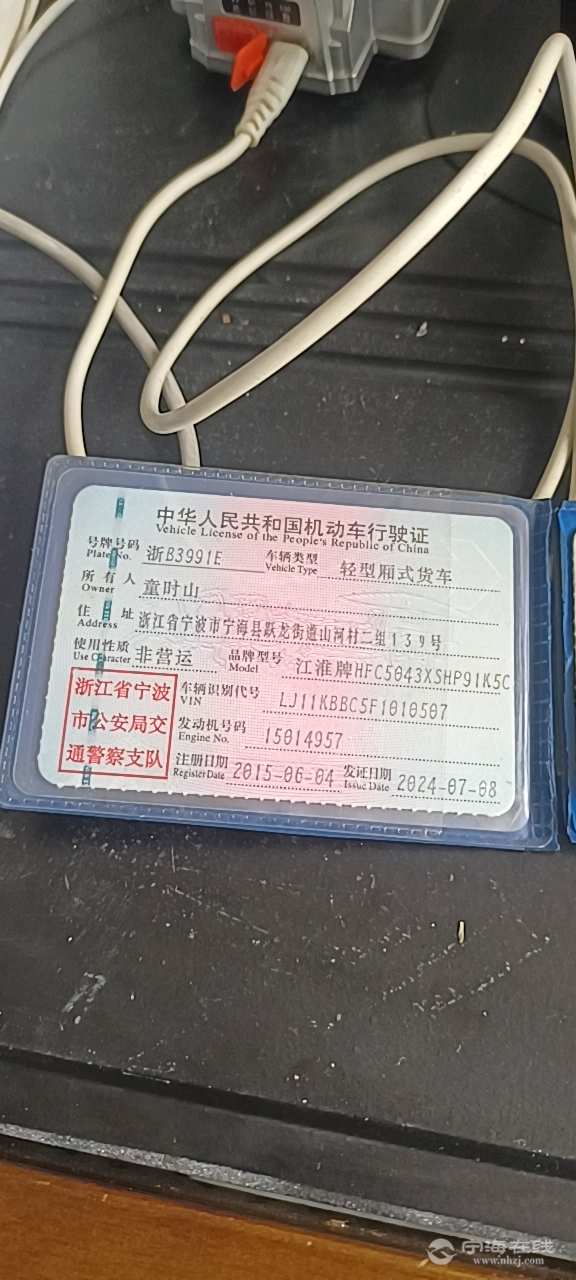 中华人民共和国机动车行驶证
Vehicle License of the People's Republic of China
号牌号码 浙B3991E 车辆类型 轻型厢式货车
Plate No. Vehicle Type
所有人 童叶山
Owner
住址 浙江省宁波市宁海县跃龙街道山河村二组139号
Address
使用性质 非营运 品牌型号 江淮牌HFC5043XSHP91K5C
Use Character Model
浙江省宁波
市公安局交
通警察支队
车辆识别代号 LJ11KBBC5F1010507
VIN
发动机号码 15014957
Engine No.
注册日期 2015-06-04 发证日期 2024-07-08
Register Date Issue Date
宁海在线
www.nhzj.com